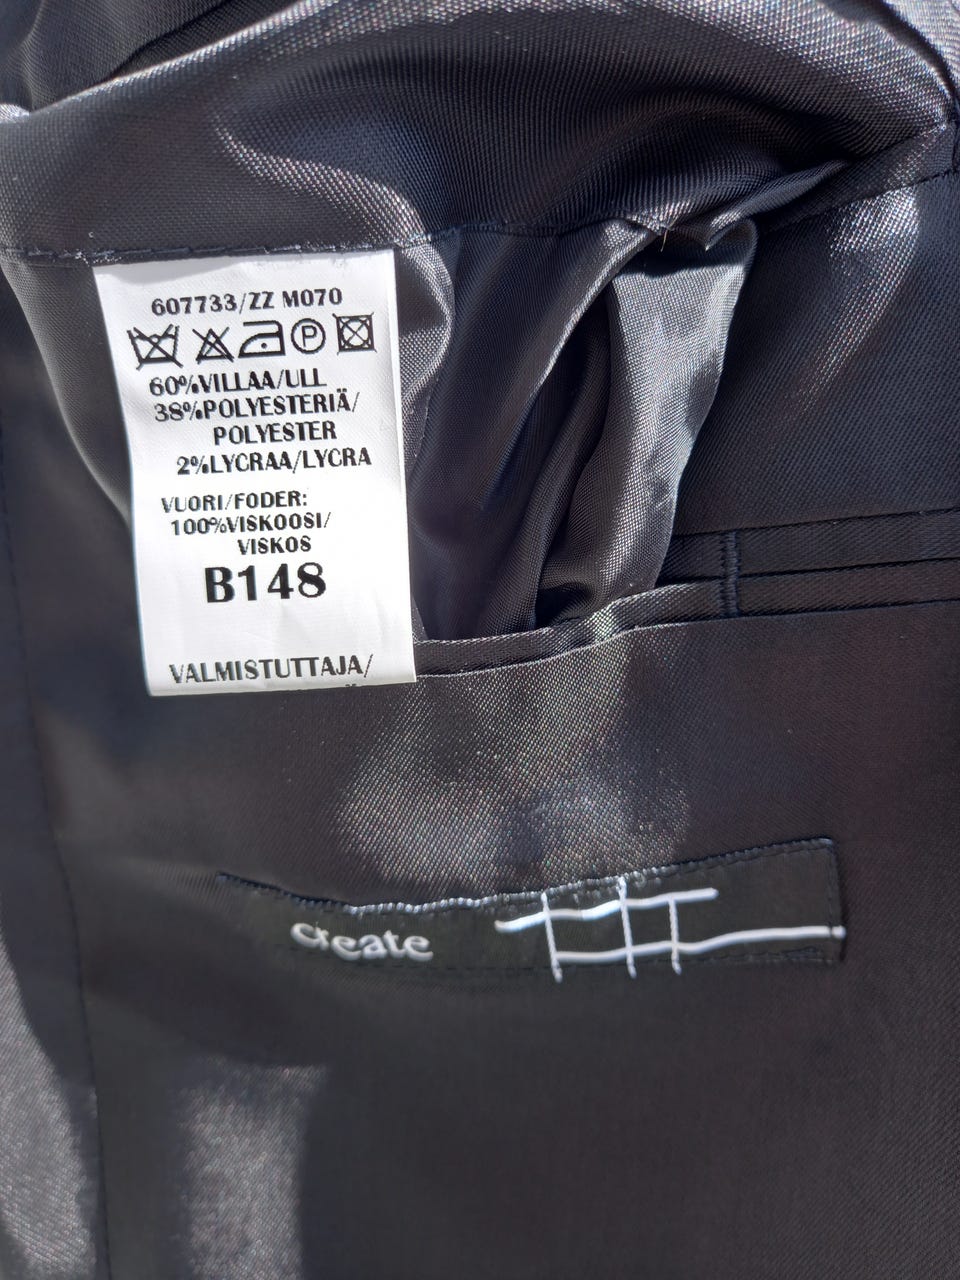 607733/ZZ M070
60%VILLAA/ULL
38%POLYESTERIÄ/
POLYESTER
2%LYCRAA/LYCRA
VUORI/FODER:
100%VISKOOSI/
VISKOS
B148
VALMISTUTTAJA/
create